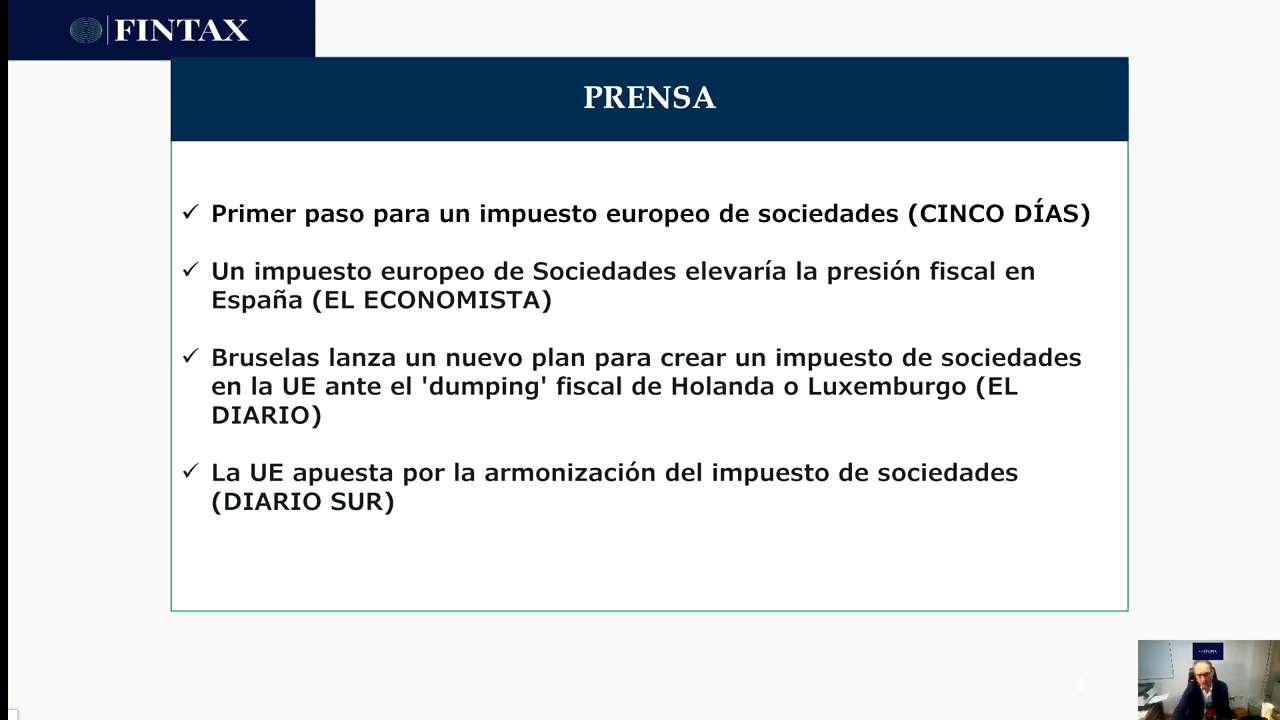 FINTAX
PRENSA
✓ Primer paso para un impuesto europeo de sociedades (CINCO DÍAS)
✓ Un impuesto europeo de Sociedades elevaría la presión fiscal en
España (EL ECONOMISTA)
✓ Bruselas lanza un nuevo plan para crear un impuesto de sociedades
en la UE ante el 'dumping' fiscal de Holanda o Luxemburgo (EL
DIARIO)
✓ La UE apuesta por la armonización del impuesto de sociedades
(DIARIO SUR)
4